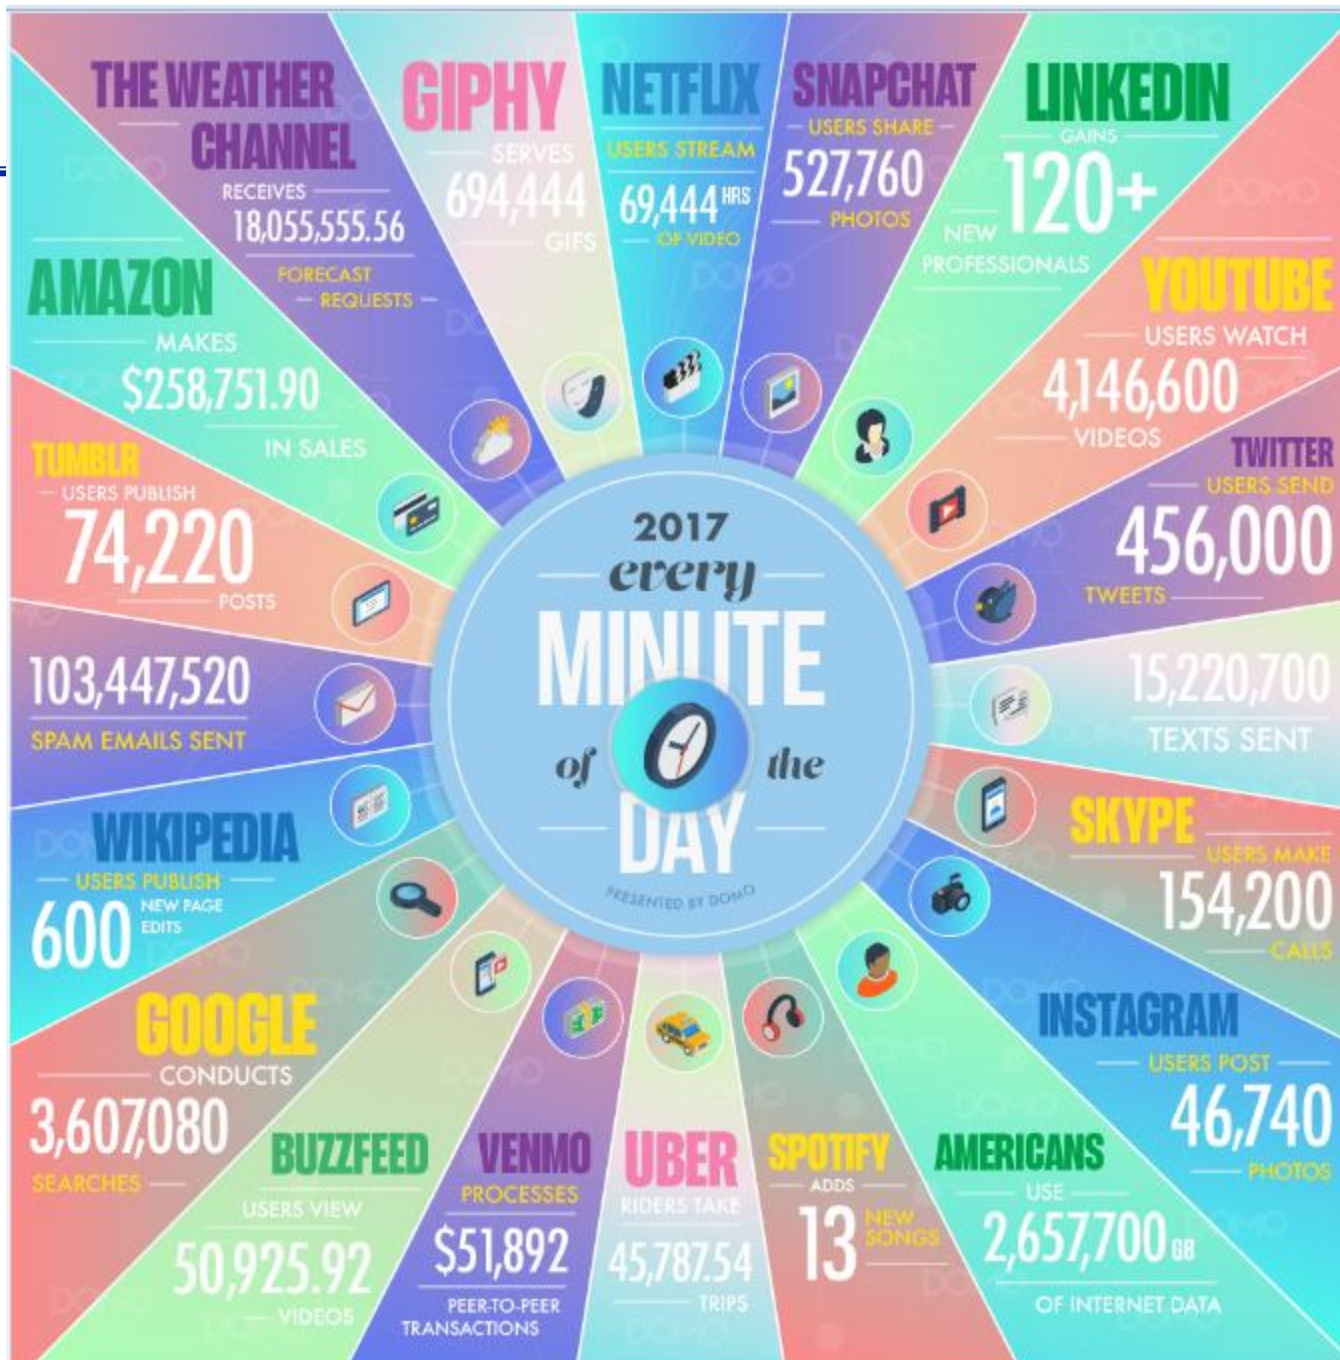 THE WEATHER
CHANNEL
RECEIVES
18,055,555.56
FORECAST
REQUESTS
GIPHY
SERVES
694,444
GIFS
NETFLIX
USERS STREAM
69,444 HRS
OF VIDEO
SNAPCHAT
USERS SHARE
527,760
PHOTOS
LINKEDIN
GAINS
120+
NEW
PROFESSIONALS
YOUTUBE
USERS WATCH
4,146,600
VIDEOS
TWITTER
USERS SEND
456,000
TWEETS
15,220,700
TEXTS SENT
SKYPE
USERS MAKE
154,200
CALLS
INSTAGRAM
USERS POST
46,740
PHOTOS
AMERICANS
USE
2,657,700 GB
OF INTERNET DATA
SPOTIFY
ADDS
13 NEW
SONGS
UBER
RIDERS TAKE
45,787.54
TRIPS
VENMO
PROCESSES
$51,892
PEER-TO-PEER
TRANSACTIONS
BUZZFEED
USERS VIEW
50,925.92
VIDEOS
GOOGLE
CONDUCTS
3,607,080
SEARCHES
WIKIPEDIA
USERS PUBLISH
600 NEW PAGE
EDITS
103,447,520
SPAM EMAILS SENT
TUMBLR
USERS PUBLISH
74,220
POSTS
AMAZON
MAKES
$258,751.90
IN SALES
2017
every
MINUTE
of the
DAY
PRESENTED BY DOMO